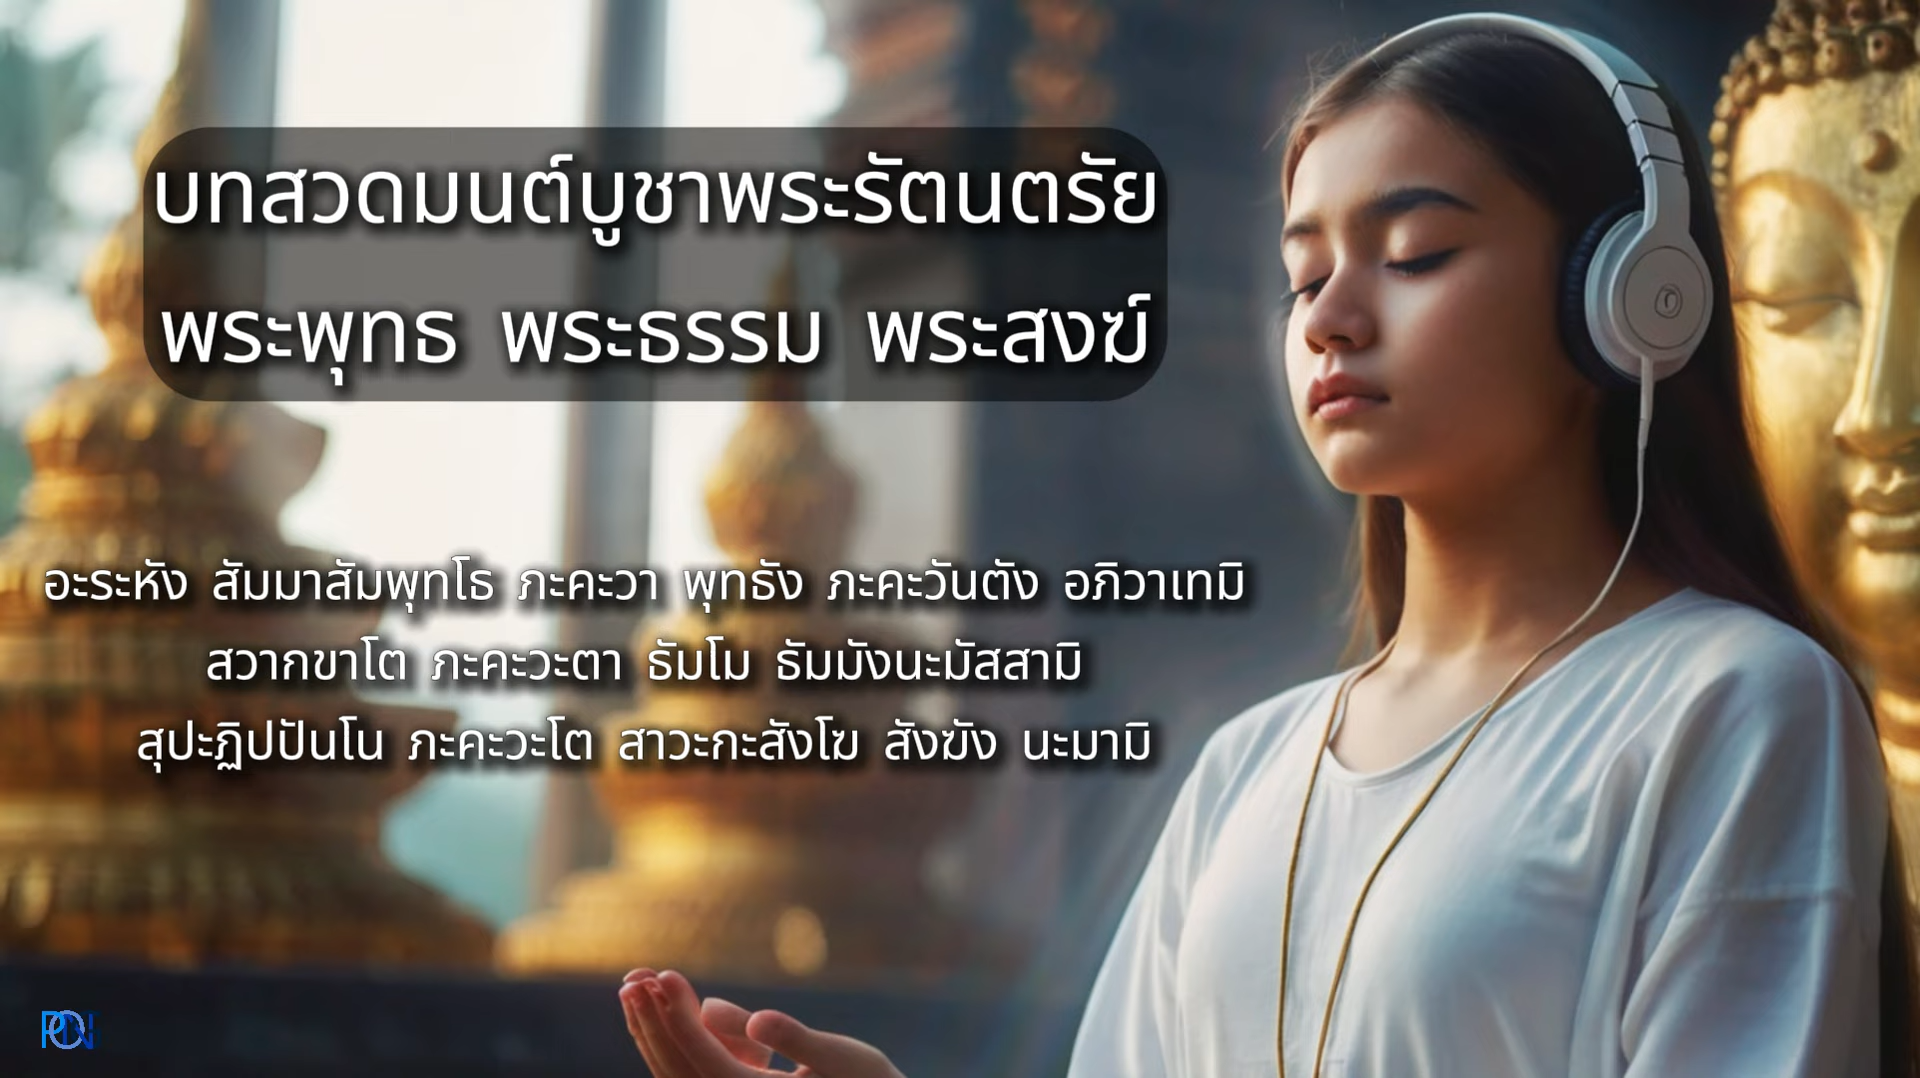 บทสวดมนต์บูชาพระรัตนตรัย
พระพุทธ พระธรรม พระสงฆ์
อะระหัง สัมมาสัมพุทโธ ภะคะวา พุทธัง ภะคะวันตัง อภิวาเทมิ
สวากขาโต ภะคะวะตา ธัมโม ธัมมังนะมัสสามิ
สุปะฏิปปันโน ภะคะวะโต สาวะกะสังโฆ สังฆัง นะมามิ